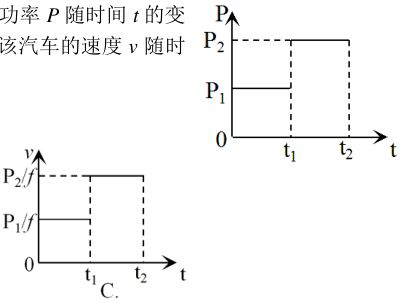 功率 P 随时间 t 的变
该汽车的速度 v 随时
P
P₂
P₁
0
t₁
t₂
t
v
P₂/f
P₁/f
0
t₁
t₂
t
C.